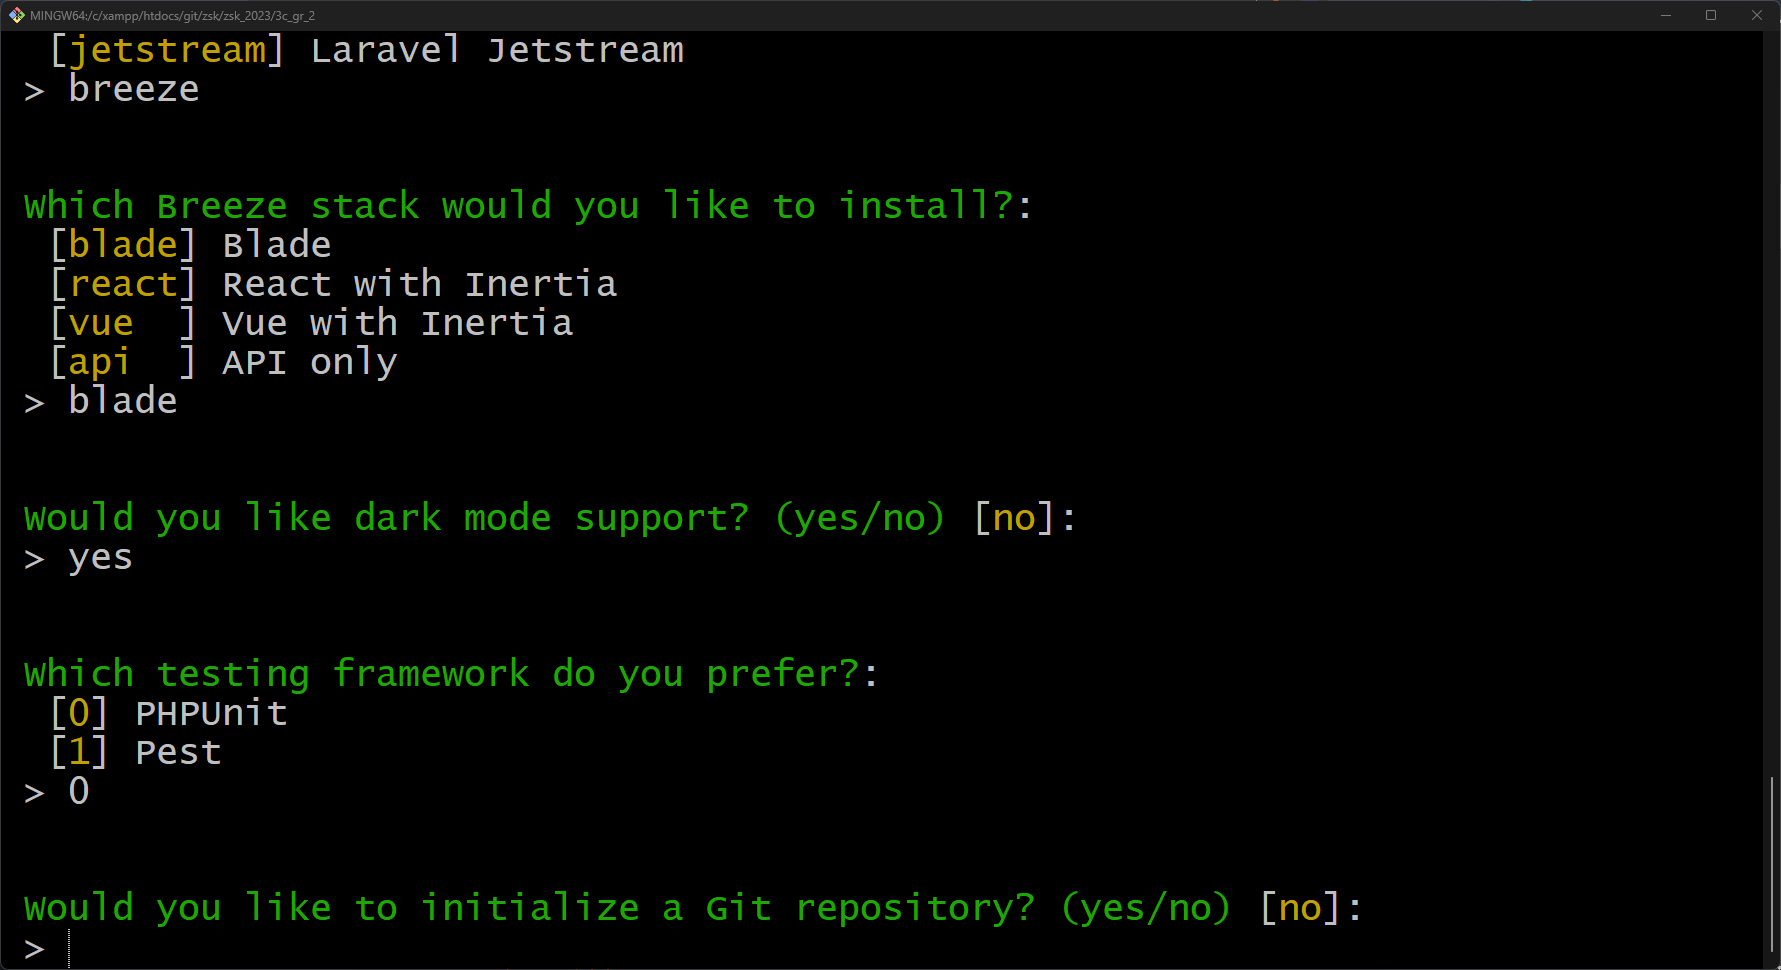 MINGW64:/c/xampp/htdocs/git/zsk/zsk_2023/3c_gr_2
[jetstream] Laravel Jetstream
> breeze
Which Breeze stack would you like to install?:
[blade] Blade
[react] React with Inertia
[vue  ] Vue with Inertia
[api  ] API only
> blade
Would you like dark mode support? (yes/no) [no]:
> yes
Which testing framework do you prefer?:
[0] PHPUnit
[1] Pest
> 0
Would you like to initialize a Git repository? (yes/no) [no]:
>